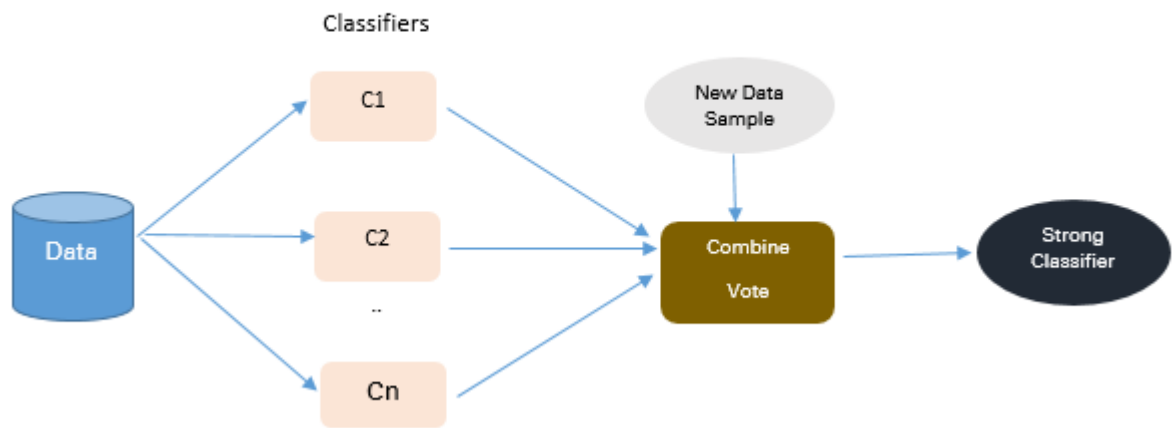 Classifiers
C1
New Data
Sample
Data
C2
Combine
Vote
Strong
Classifier
..
Cn